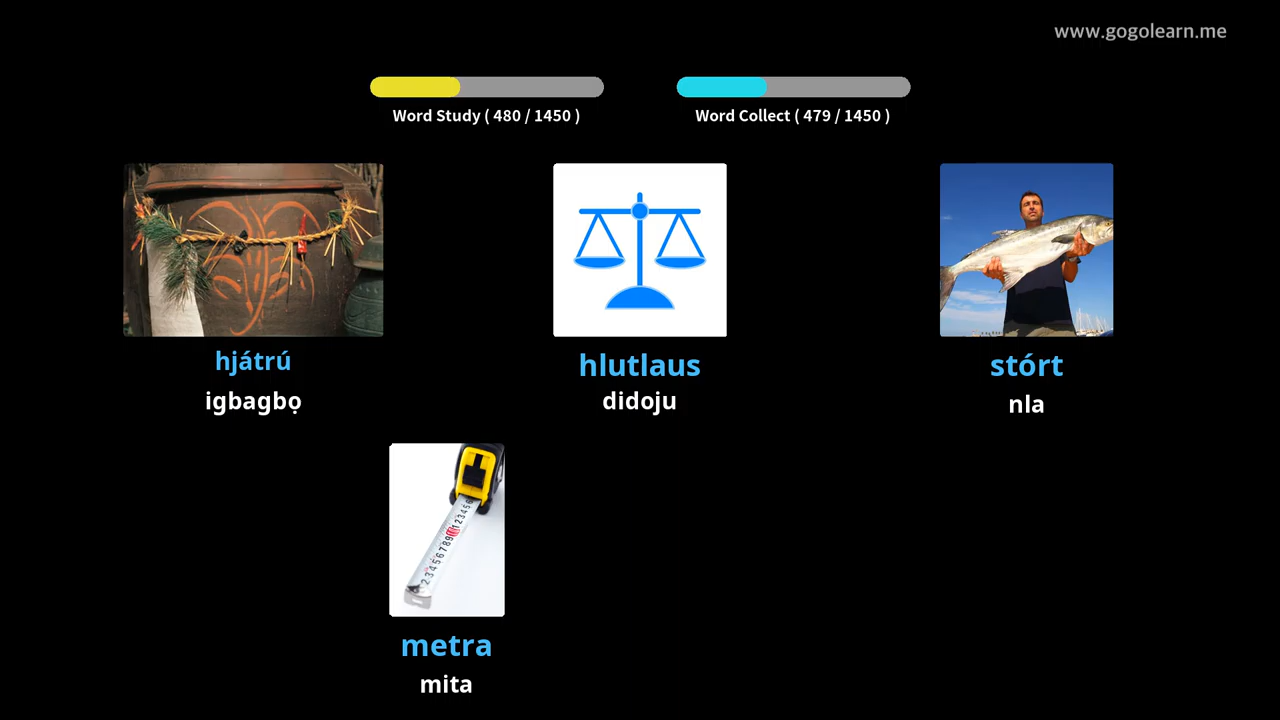 www.gogolearn.me
Word Study ( 480 / 1450 )
Word Collect ( 479 / 1450 )
hjátrú
igbagbọ
hlutlaus
didoju
stórt
nla
metra
mita